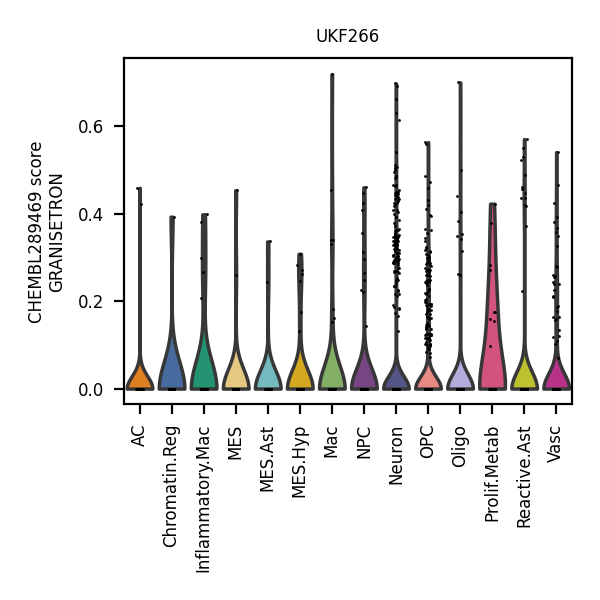 UKF266
CHEMBL289469 score
GRANISETRON
0.6
0.4
0.2
0.0
AC
Chromatin.Reg
Inflammatory.Mac
MES
MES.Ast
MES.Hyp
Mac
NPC
Neuron
OPC
Oligo
Prolif.Metab
Reactive.Ast
Vasc